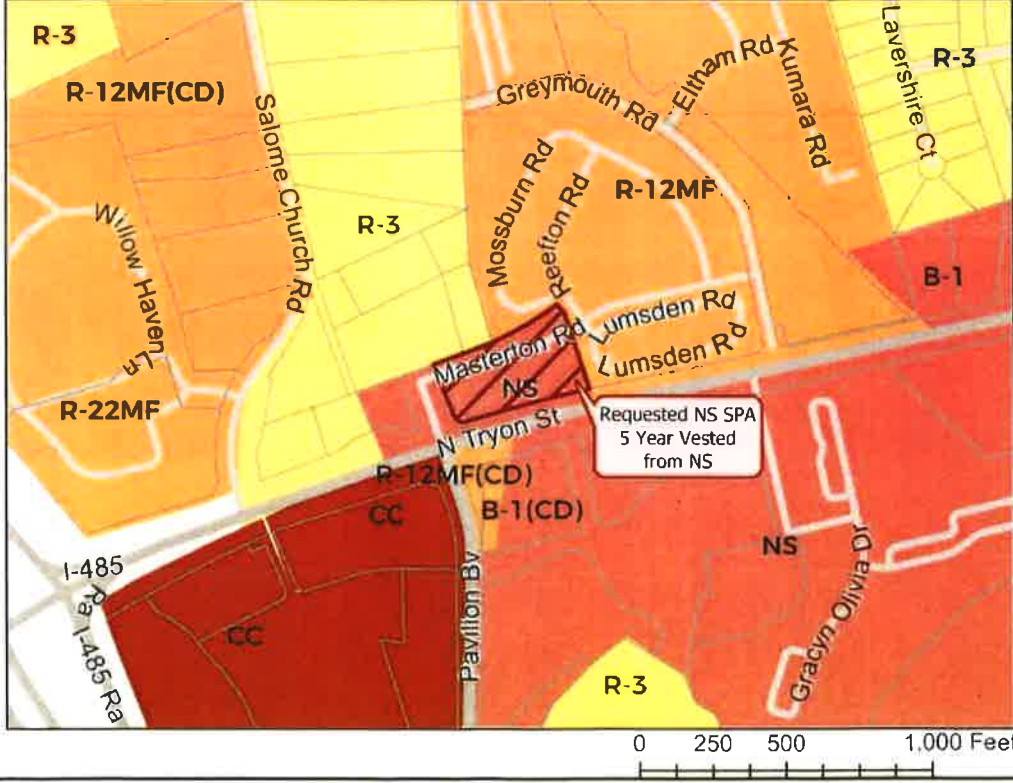 R-3
R-12MF(CD)
Salome Church Rd
Greymouth Rd
Eltham Rd
Kumara Rd
Lavershire Ct
R-3
Willow Haven Ln
R-3
Mossburn Rd
Reefton Rd
R-12MF
B-1
Lumsden Rd
Masterton Rd
Lumsden Rd
NS
R-22MF
N Tryon St
Requested NS SPA
5 Year Vested
from NS
R-12MF(CD)
CC
B-1(CD)
NS
I-485
Ra
I-485 Ra
CC
Pavilion Bv
Gracyn Olivia Dr
R-3
0 250 500 1,000 Feet